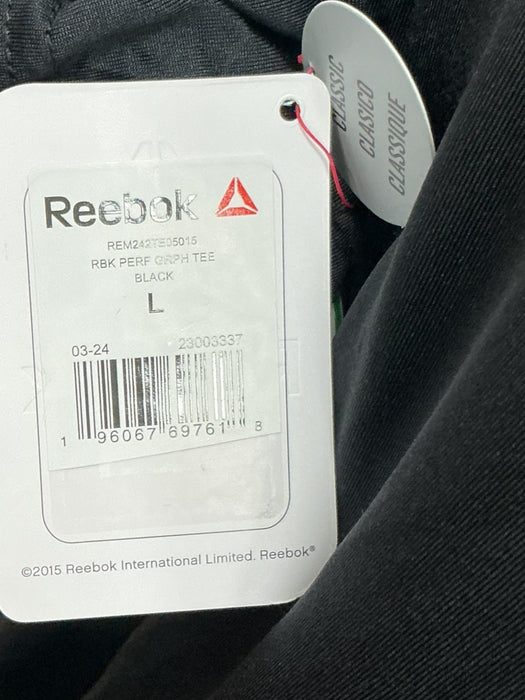 CLASSIC
CLASICO
CLASSIQUE
Reebok
REM242TE05015
RBK PERF GRPH TEE
BLACK
L
03-24 23003337
1 96067 69761 8
©2015 Reebok International Limited. Reebok®